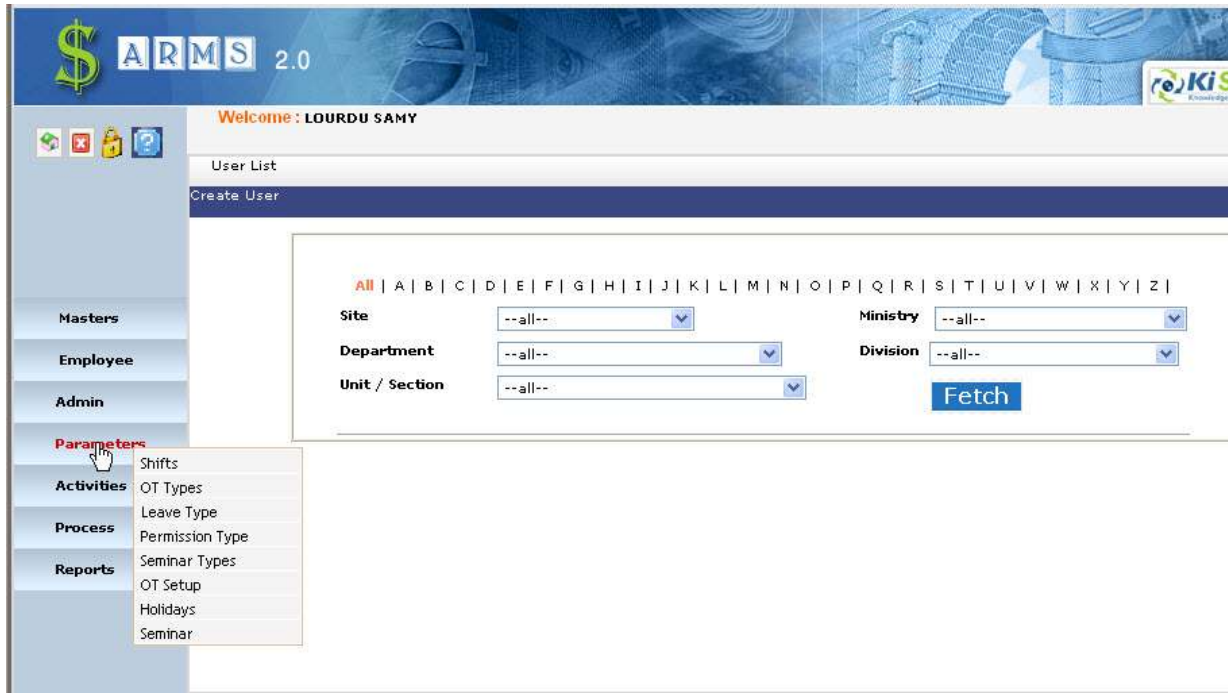 $ ARMS 2.0
KiS
Welcome : LOURDU SAMY
User List
Create User
All | A | B | C | D | E | F | G | H | I | J | K | L | M | N | O | P | Q | R | S | T | U | V | W | X | Y | Z |
Site --all-- Ministry --all--
Department --all-- Division --all--
Unit / Section --all-- Fetch
Masters
Employee
Admin
Parameters
Activities
Process
Reports
Shifts
OT Types
Leave Type
Permission Type
Seminar Types
OT Setup
Holidays
Seminar